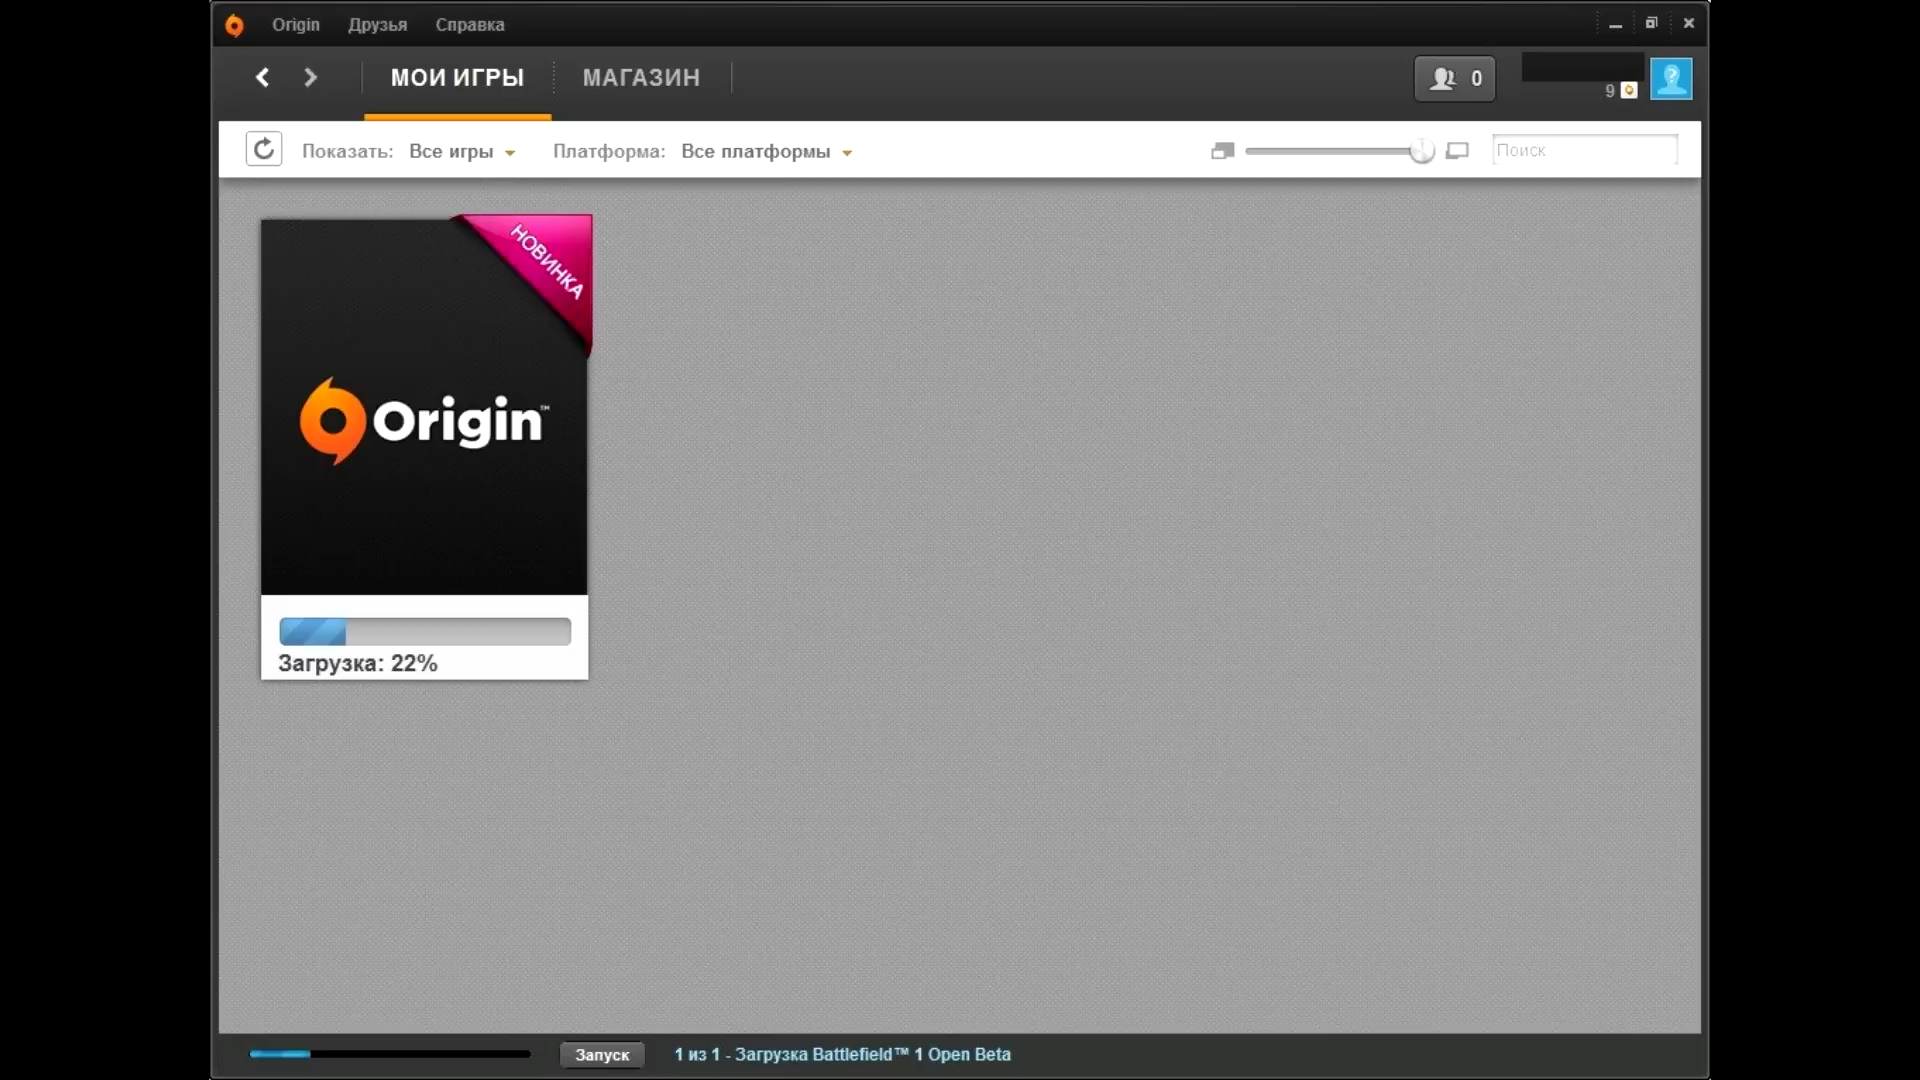 Origin Друзья Справка
МОИ ИГРЫ МАГАЗИН
0
9
Показать: Все игры Платформа: Все платформы
Поиск
НОВИНКА
Origin™
Загрузка: 22%
Запуск 1 из 1 - Загрузка Battlefield™ 1 Open Beta